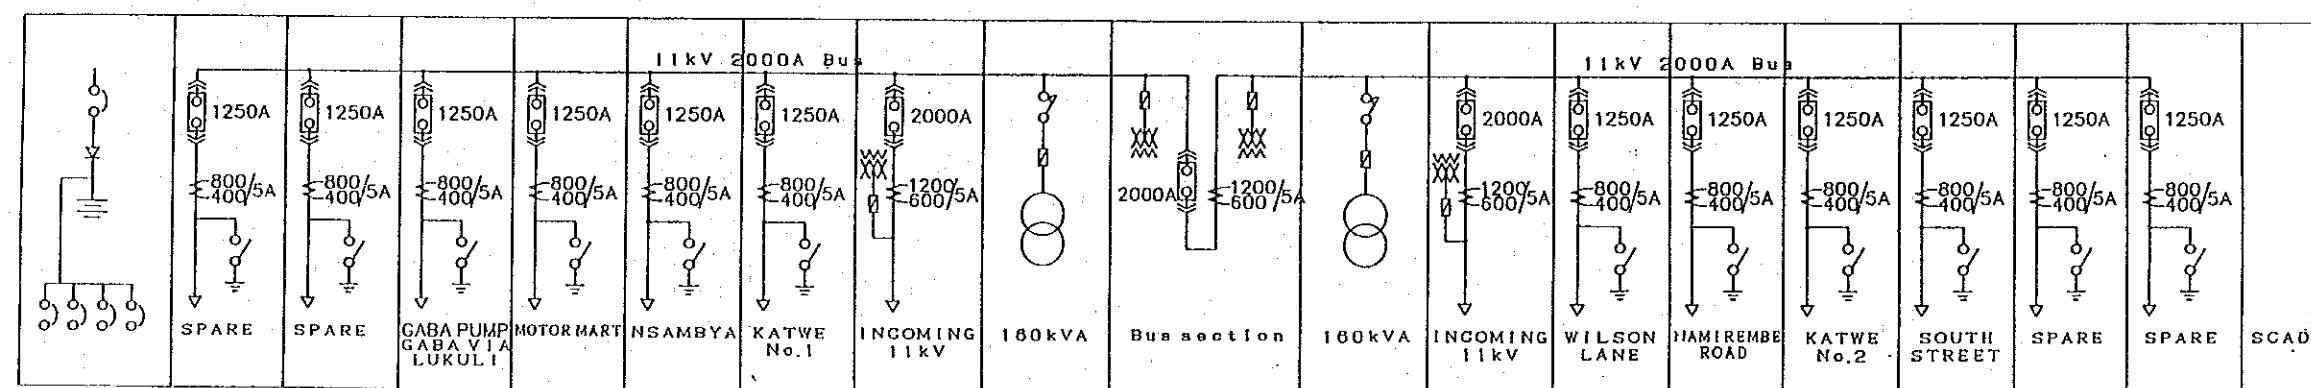 11kV 2000A Bus
11kV 2000A Bus
1250A
1250A
1250A
1250A
1250A
1250A
2000A
2000A
1250A
1250A
1250A
1250A
1250A
1250A
800/5A
400
800/5A
400
800/5A
400
800/5A
400
800/5A
400
800/5A
400
1200/5A
600
2000A
1200/5A
600
1200/5A
600
800/5A
400
800/5A
400
800/5A
400
800/5A
400
800/5A
400
800/5A
400
SPARE
SPARE
GABA PUMP
GABA VIA
LUKULI
MOTOR MART
NSAMBYA
KATWE
No.1
INCOMING
11kV
160kVA
Bus section
160kVA
INCOMING
11kV
WILSON
LANE
NAMIREMBE
ROAD
KATWE
No.2
SOUTH
STREET
SPARE
SPARE
SCAD